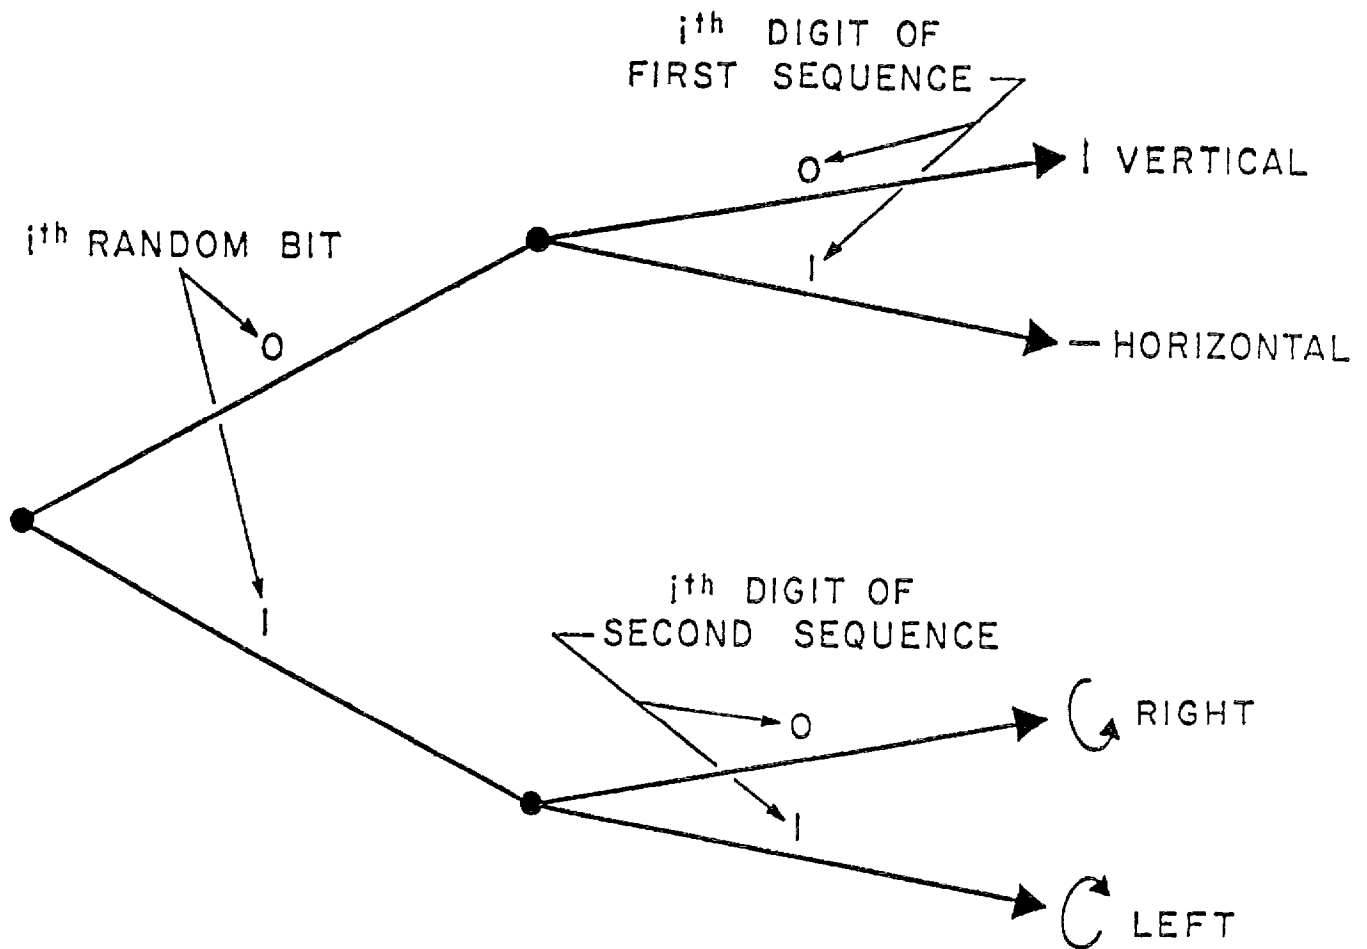 ith DIGIT OF
FIRST SEQUENCE
0
I VERTICAL
ith RANDOM BIT
1
0
— HORIZONTAL
1
ith DIGIT OF
SECOND SEQUENCE
0
RIGHT
1
LEFT